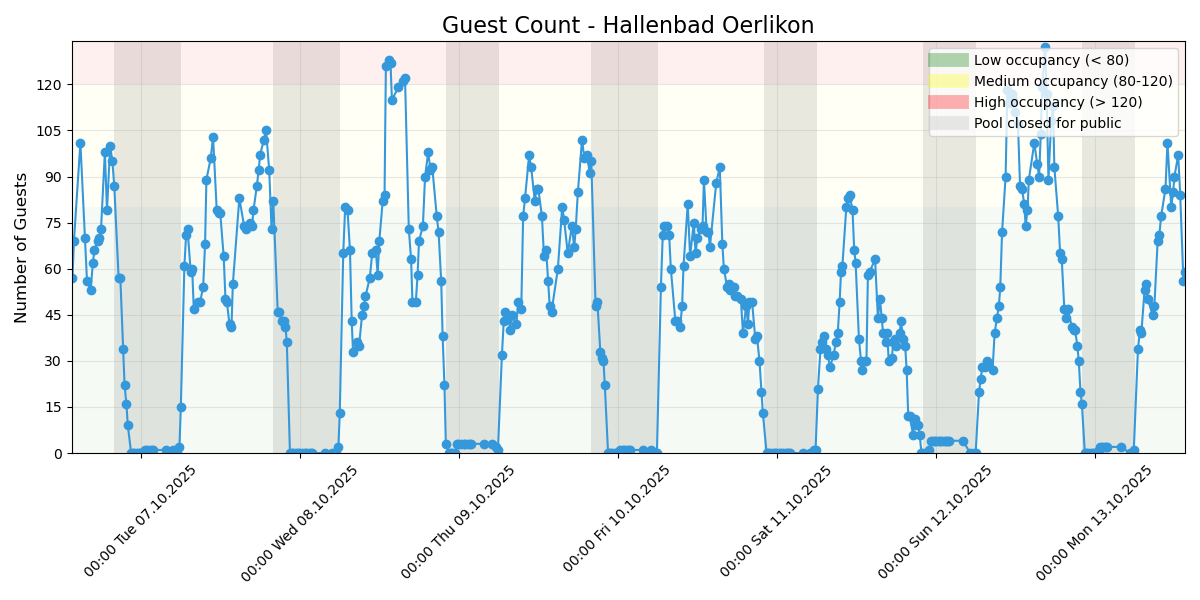 Guest Count - Hallenbad Oerlikon
Low occupancy (< 80)
Medium occupancy (80-120)
High occupancy (> 120)
Pool closed for public
Number of Guests
120
105
90
75
60
45
30
15
0
00:00 Tue 07.10.2025
00:00 Wed 08.10.2025
00:00 Thu 09.10.2025
00:00 Fri 10.10.2025
00:00 Sat 11.10.2025
00:00 Sun 12.10.2025
00:00 Mon 13.10.2025